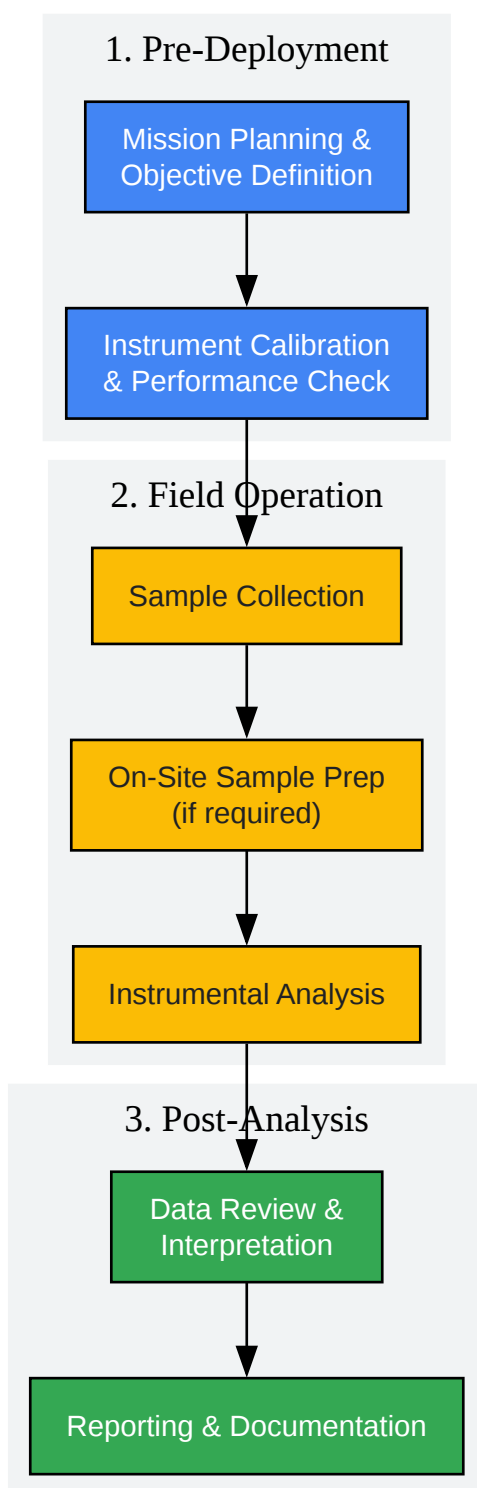 1. Pre-Deployment
Mission Planning &
Objective Definition
Instrument Calibration
& Performance Check
2. Field Operation
Sample Collection
On-Site Sample Prep
(if required)
Instrumental Analysis
3. Post-Analysis
Data Review &
Interpretation
Reporting & Documentation